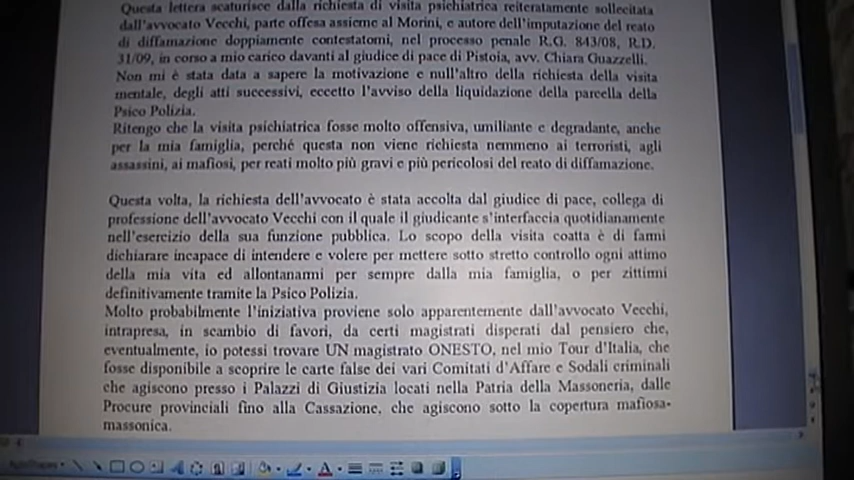 Questa lettera scaturisce dalla richiesta di visita psichiatrica reiteratamente sollecitata
dall'avvocato Vecchi, parte offesa assieme al Morini, e autore dell'imputazione del reato
di diffamazione doppiamente contestatomi, nel processo penale R.G. 843/08, R.D.
31/09, in corso a mio carico davanti al giudice di pace di Pistoia, avv. Chiara Guazzelli.
Non mi è stata data a sapere la motivazione e null'altro della richiesta della visita
mentale, degli atti successivi, eccetto l'avviso della liquidazione della parcella della
Psico Polizia.
Ritengo che la visita psichiatrica fosse molto offensiva, umiliante e degradante, anche
per la mia famiglia, perché questa non viene richiesta nemmeno ai terroristi, agli
assassini, ai mafiosi, per reati molto più gravi e più pericolosi del reato di diffamazione.
Questa volta, la richiesta dell'avvocato è stata accolta dal giudice di pace, collega di
professione dell'avvocato Vecchi con il quale il giudicante s'interfaccia quotidianamente
nell'esercizio della sua funzione pubblica. Lo scopo della visita coatta è di farmi
dichiarare incapace di intendere e volere per mettere sotto stretto controllo ogni attimo
della mia vita ed allontanarmi per sempre dalla mia famiglia, o per zittirmi
definitivamente tramite la Psico Polizia.
Molto probabilmente l'iniziativa proviene solo apparentemente dall'avvocato Vecchi,
intrapresa, in scambio di favori, da certi magistrati disperati dal pensiero che,
eventualmente, io potessi trovare UN magistrato ONESTO, nel mio Tour d'Italia, che
fosse disponibile a scoprire le carte false dei vari Comitati d'Affare e Sodali criminali
che agiscono presso i Palazzi di Giustizia locati nella Patria della Massoneria, dalle
Procure provinciali fino alla Cassazione, che agiscono sotto la copertura mafiosa-
massonica.